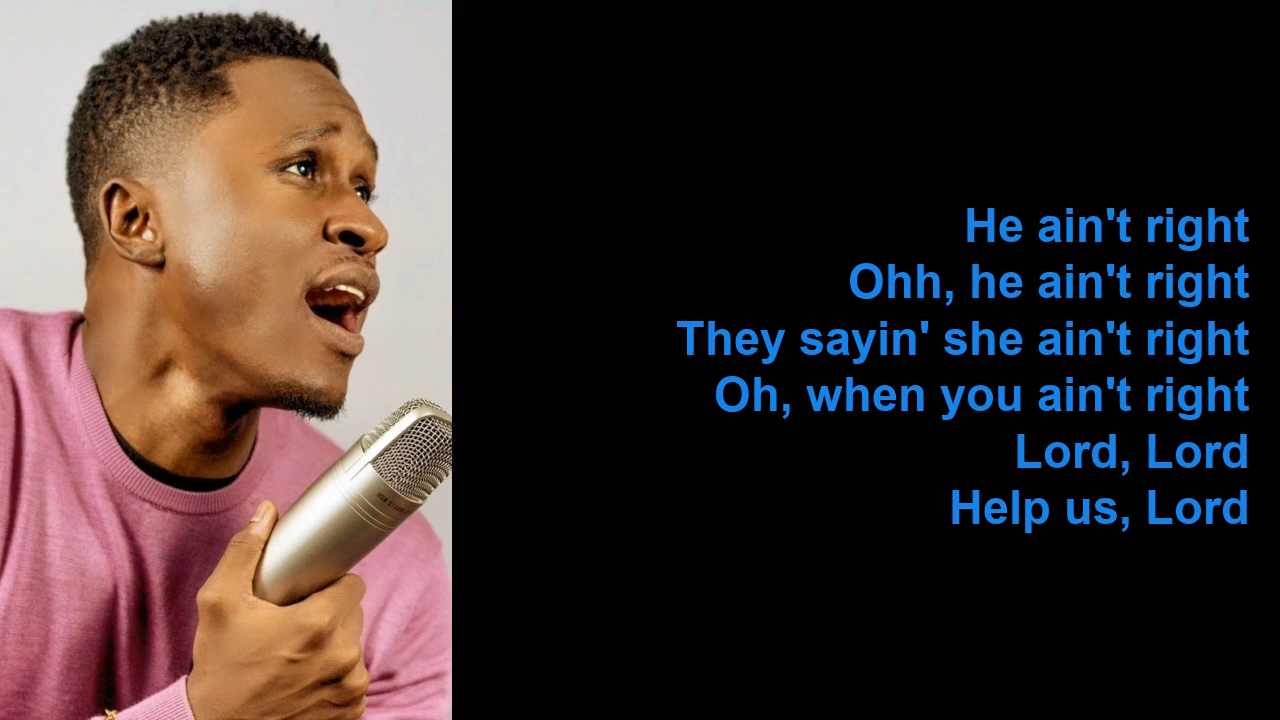 He ain't right
Ohh, he ain't right
They sayin' she ain't right
Oh, when you ain't right
Lord, Lord
Help us, Lord